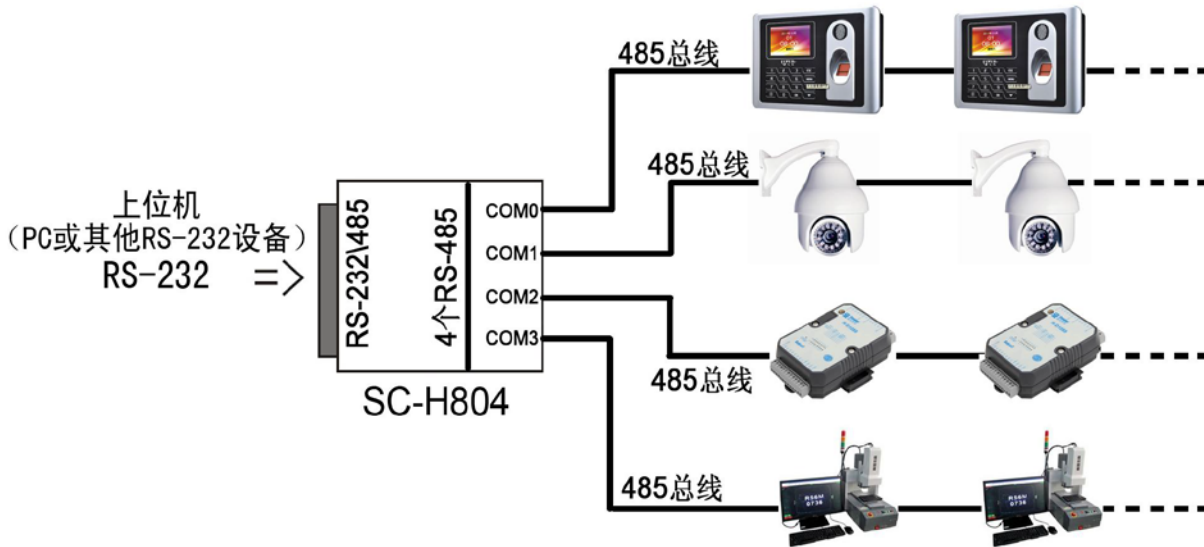 485总线
485总线
上位机
（PC或其他RS-232设备）
RS-232 =>
RS-232\485
4个RS-485
COM0
COM1
COM2
COM3
SC-H804
485总线
485总线